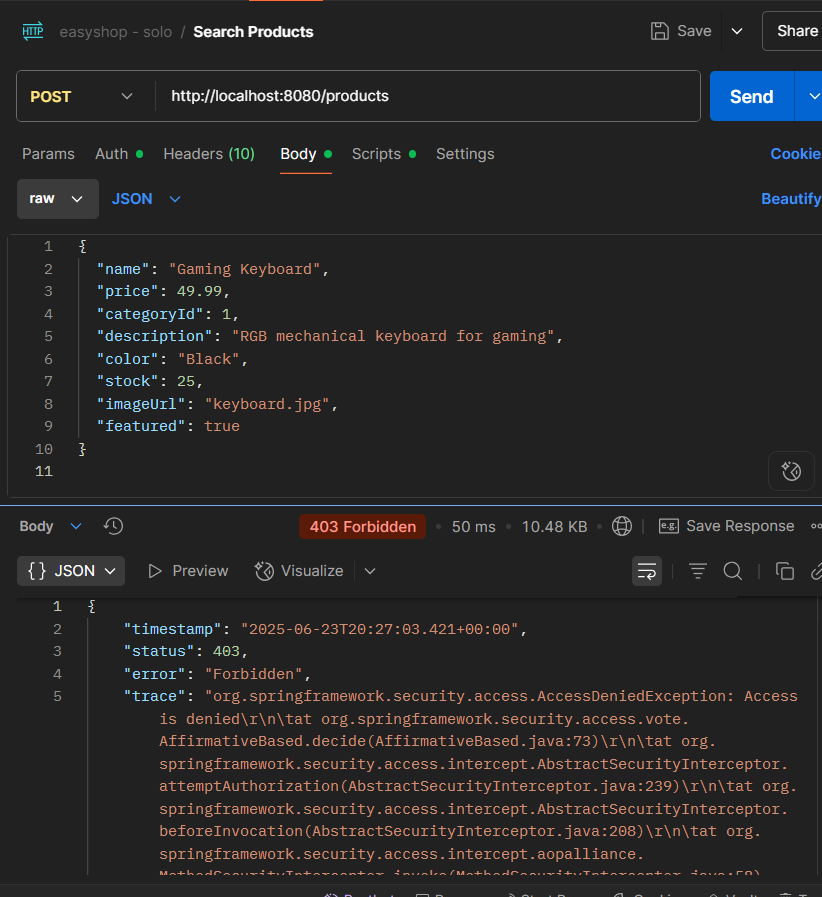 HTTP easyshop - solo / Search Products Save Share
POST http://localhost:8080/products Send
Params Auth Headers (10) Body Scripts Settings Cookie
raw JSON Beautify
1 {
2 "name": "Gaming Keyboard",
3 "price": 49.99,
4 "categoryId": 1,
5 "description": "RGB mechanical keyboard for gaming",
6 "color": "Black",
7 "stock": 25,
8 "imageUrl": "keyboard.jpg",
9 "featured": true
10 }
11
Body 403 Forbidden • 50 ms • 10.48 KB • e.g. Save Response
{} JSON Preview Visualize
1 {
2 "timestamp": "2025-06-23T20:27:03.421+00:00",
3 "status": 403,
4 "error": "Forbidden",
5 "trace": "org.springframework.security.access.AccessDeniedException: Access
is denied\r\n\tat org.springframework.security.access.vote.
AffirmativeBased.decide(AffirmativeBased.java:73)\r\n\tat org.
springframework.security.access.intercept.AbstractSecurityInterceptor.
attemptAuthorization(AbstractSecurityInterceptor.java:239)\r\n\tat org.
springframework.security.access.intercept.AbstractSecurityInterceptor.
beforeInvocation(AbstractSecurityInterceptor.java:208)\r\n\tat org.
springframework.security.access.intercept.aopalliance.
MethodSecurityInterceptor.invoke(MethodSecurityInterceptor.java:58)